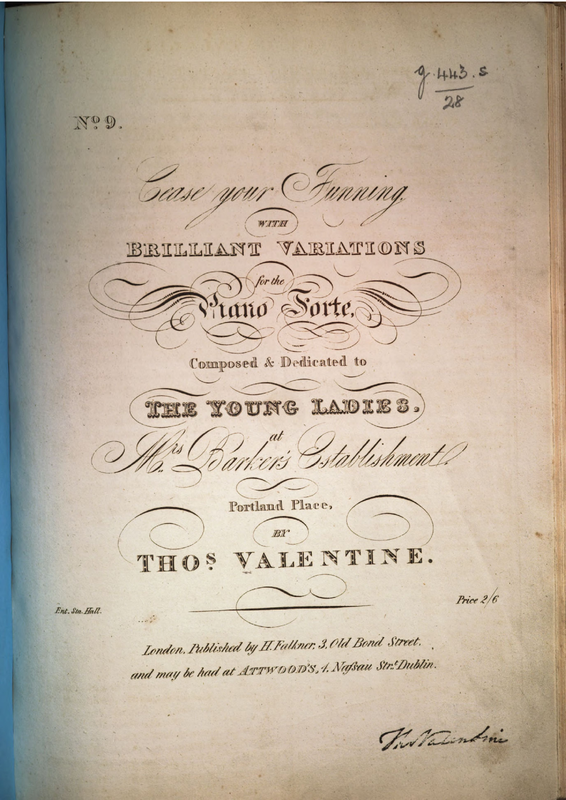 g.443.s
28
No. 9.
Cease your Funning,
WITH
BRILLIANT VARIATIONS
for the
Piano Forte,
Composed & Dedicated to
THE YOUNG LADIES,
at
Mrs. Barker's Establishment
Portland Place,
BY
THOS. VALENTINE.
Ent. Sta. Hall.
Price 2/6
London, Published by H. Falkner, 3, Old Bond Street,
and may be had at ATTWOOD'S, 4, Naſsau Strt. Dublin.
Valentine